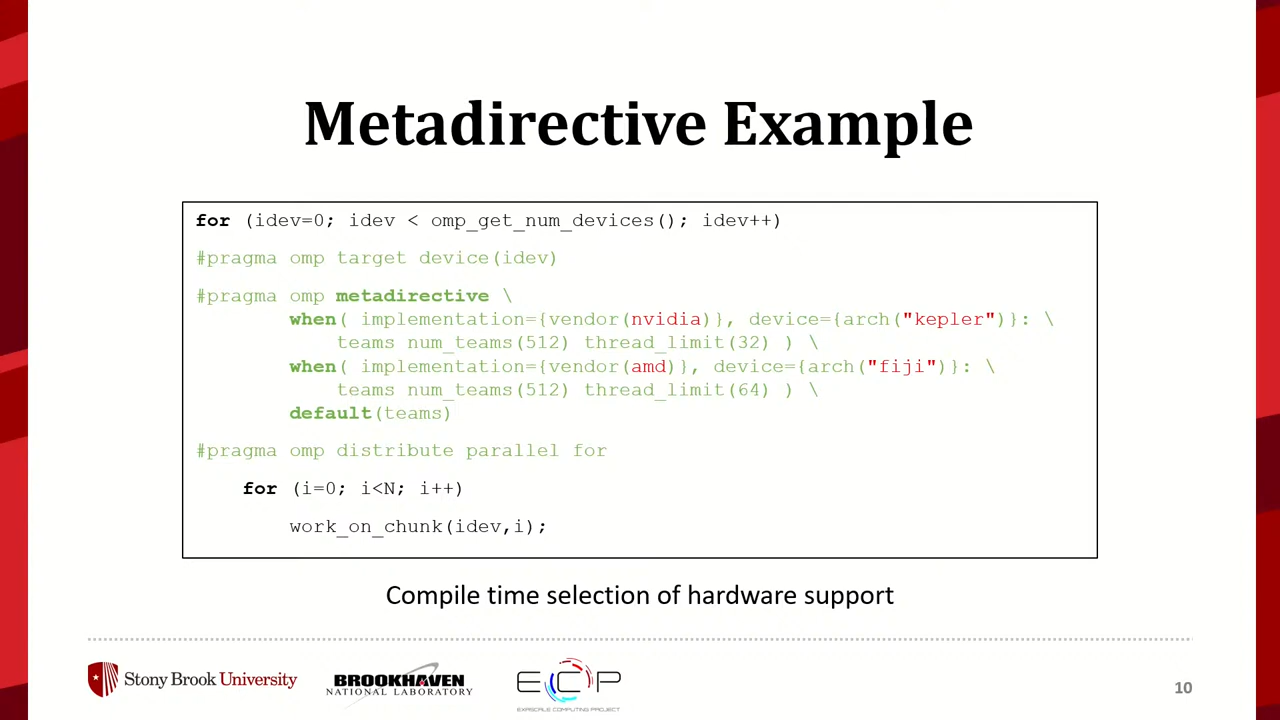 Metadirective Example
for (idev=0; idev < omp_get_num_devices(); idev++)
#pragma omp target device(idev)
#pragma omp metadirective \
when( implementation={vendor(nvidia)}, device={arch("kepler")}: \
teams num_teams(512) thread_limit(32) ) \
when( implementation={vendor(amd)}, device={arch("fiji")}: \
teams num_teams(512) thread_limit(64) ) \
default(teams)
#pragma omp distribute parallel for
for (i=0; i<N; i++)
work_on_chunk(idev,i);
Compile time selection of hardware support
Stony Brook University
BROOKHAVEN
NATIONAL LABORATORY
ECP
EXASCALE COMPUTING PROJECT
10